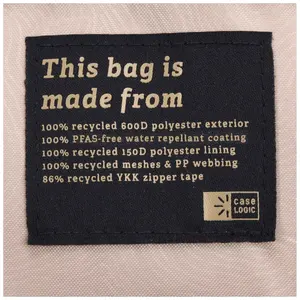 This bag is
made from
100% recycled 600D polyester exterior
100% PFAS-free water repellant coating
100% recycled 150D polyester lining
100% recycled meshes & PP webbing
86% recycled YKK zipper tape
case
LOGIC